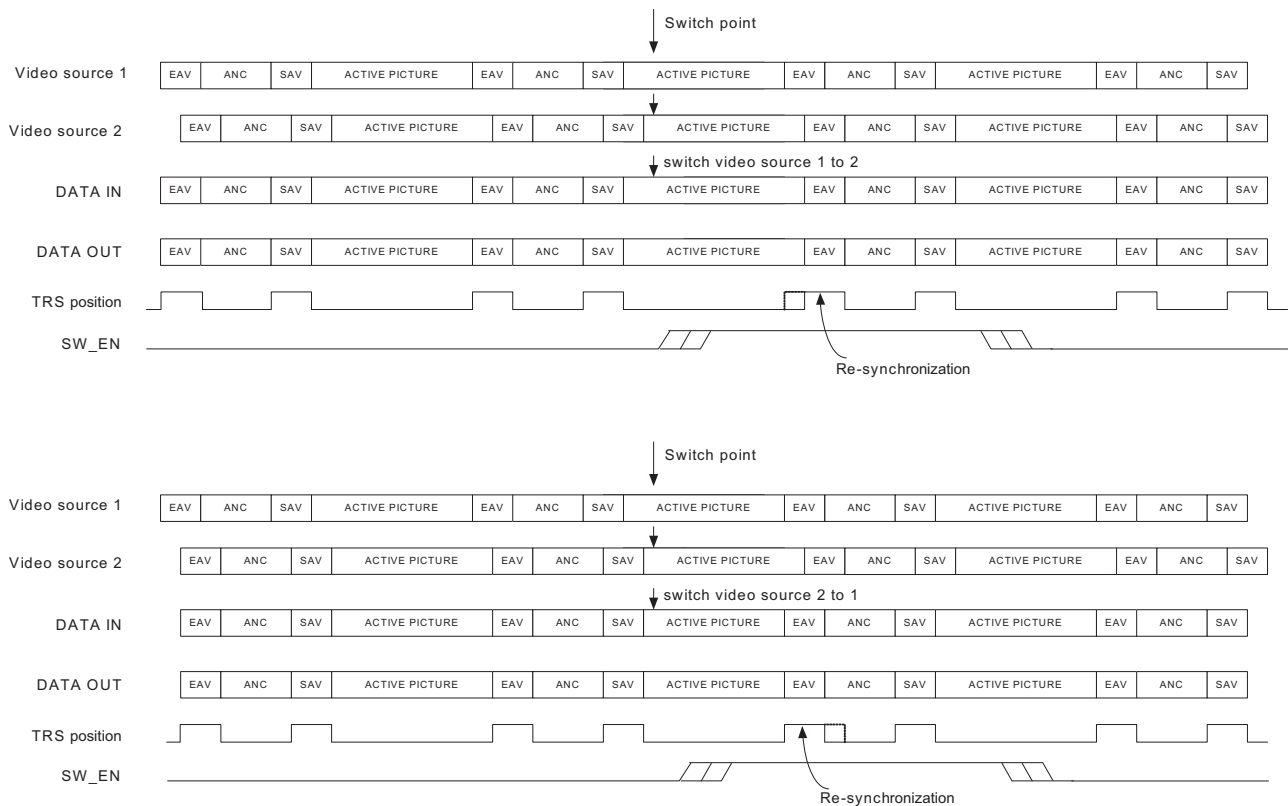 Switch point
Video source 1 EAV ANC SAV ACTIVE PICTURE EAV ANC SAV ACTIVE PICTURE EAV ANC SAV ACTIVE PICTURE EAV ANC SAV
Video source 2 EAV ANC SAV ACTIVE PICTURE EAV ANC SAV ACTIVE PICTURE EAV ANC SAV ACTIVE PICTURE EAV ANC SAV
switch video source 1 to 2
DATA IN EAV ANC SAV ACTIVE PICTURE EAV ANC SAV ACTIVE PICTURE EAV ANC SAV ACTIVE PICTURE EAV ANC SAV
DATA OUT EAV ANC SAV ACTIVE PICTURE EAV ANC SAV ACTIVE PICTURE EAV ANC SAV ACTIVE PICTURE EAV ANC SAV
TRS position
SW_EN
Re-synchronization
Switch point
Video source 1 EAV ANC SAV ACTIVE PICTURE EAV ANC SAV ACTIVE PICTURE EAV ANC SAV ACTIVE PICTURE EAV ANC SAV
Video source 2 EAV ANC SAV ACTIVE PICTURE EAV ANC SAV ACTIVE PICTURE EAV ANC SAV ACTIVE PICTURE EAV ANC SAV
switch video source 2 to 1
DATA IN EAV ANC SAV ACTIVE PICTURE EAV ANC SAV ACTIVE PICTURE EAV ANC SAV ACTIVE PICTURE EAV ANC SAV
DATA OUT EAV ANC SAV ACTIVE PICTURE EAV ANC SAV ACTIVE PICTURE EAV ANC SAV ACTIVE PICTURE EAV ANC SAV
TRS position
SW_EN
Re-synchronization